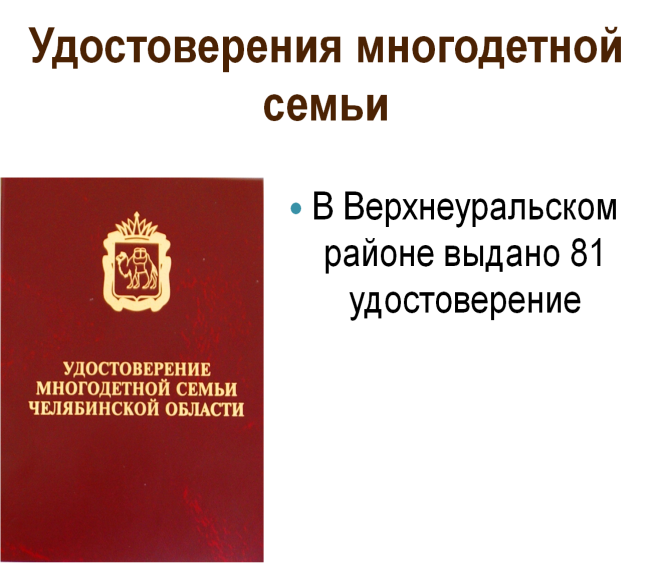 Удостоверения многодетной
семьи
• В Верхнеуральском
районе выдано 81
удостоверение
УДОСТОВЕРЕНИЕ
МНОГОДЕТНОЙ СЕМЬИ
ЧЕЛЯБИНСКОЙ ОБЛАСТИ